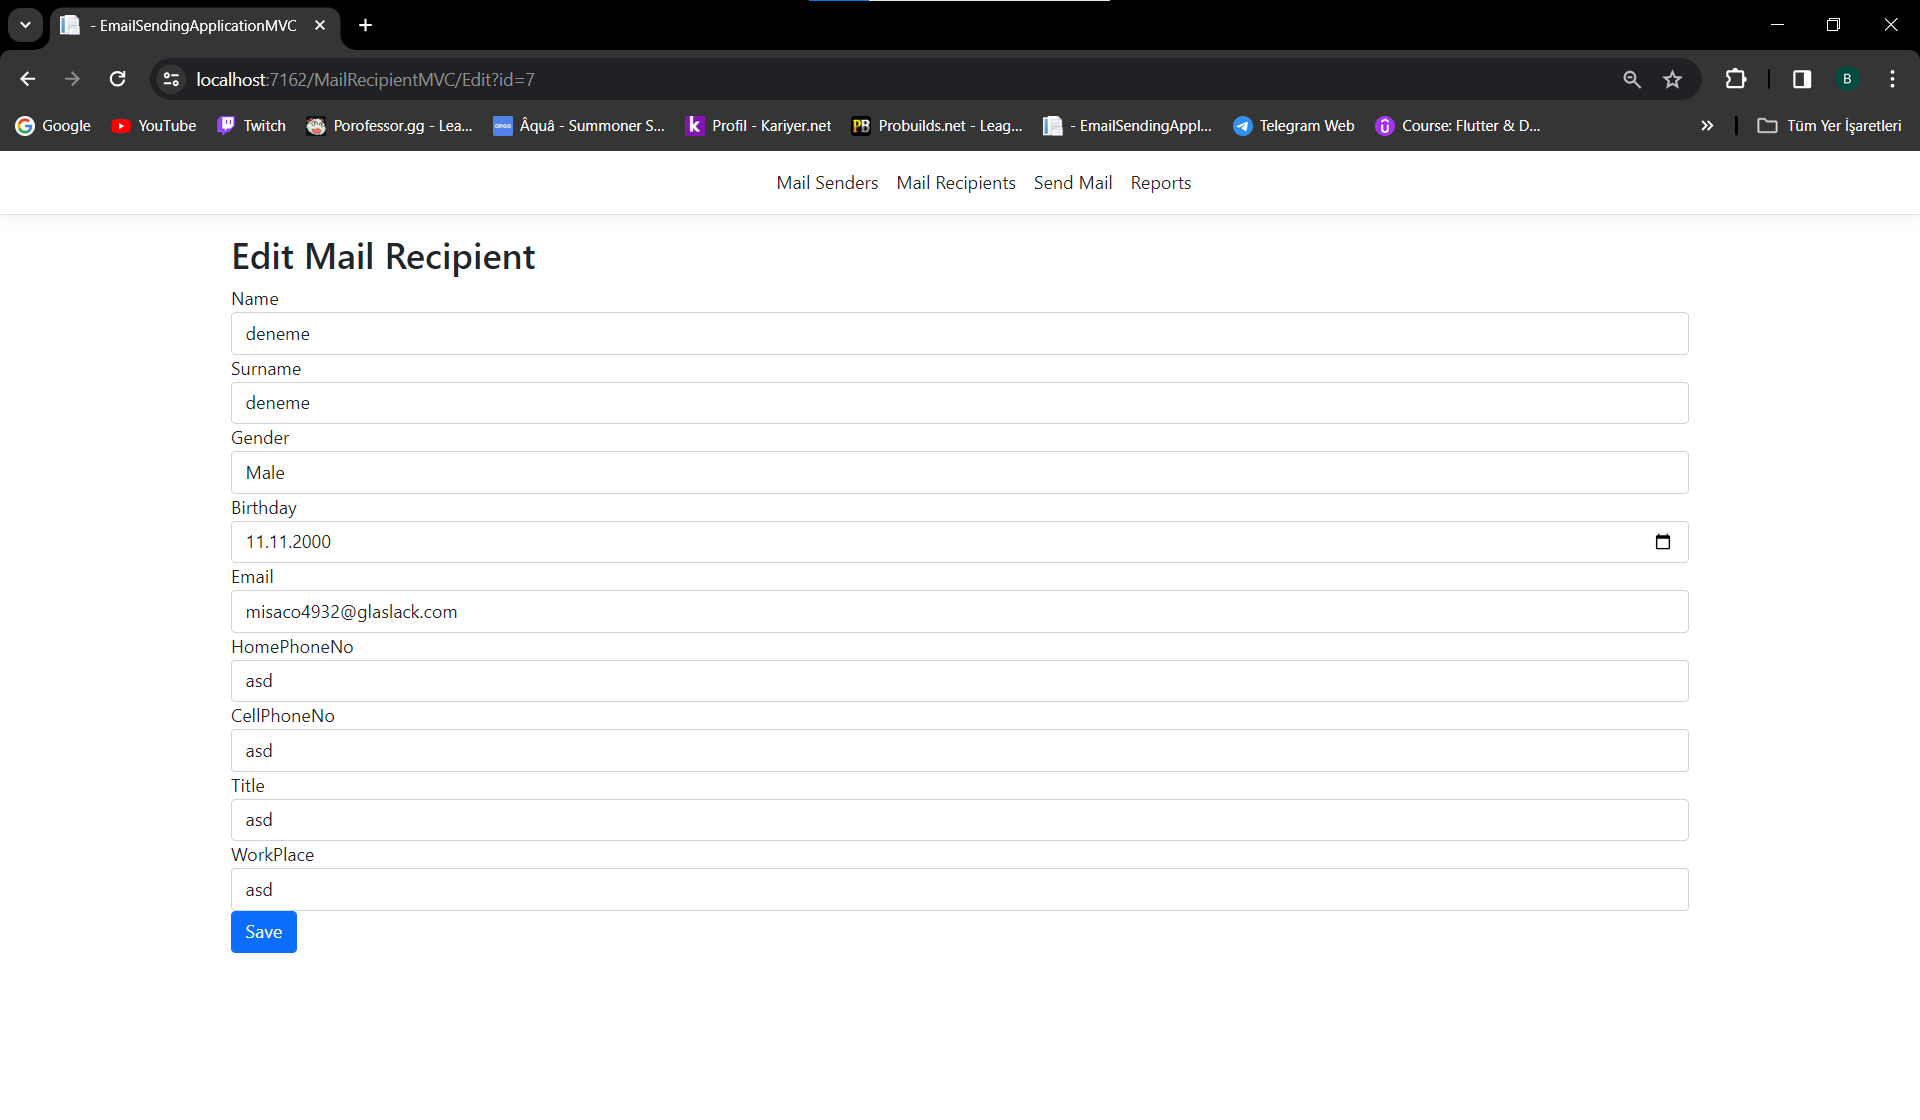 - EmailSendingApplicationMVC
localhost:7162/MailRecipientMVC/Edit?id=7
B
Google YouTube Twitch Porofessor.gg - Lea... OP.GG Âquâ - Summoner S... k Profil - Kariyer.net PB Probuilds.net - Leag... - EmailSendingAppl... Telegram Web Course: Flutter & D... Tüm Yer İşaretleri
Mail Senders Mail Recipients Send Mail Reports
Edit Mail Recipient
Name
deneme
Surname
deneme
Gender
Male
Birthday
11.11.2000
Email
misaco4932@glaslack.com
HomePhoneNo
asd
CellPhoneNo
asd
Title
asd
WorkPlace
asd
Save